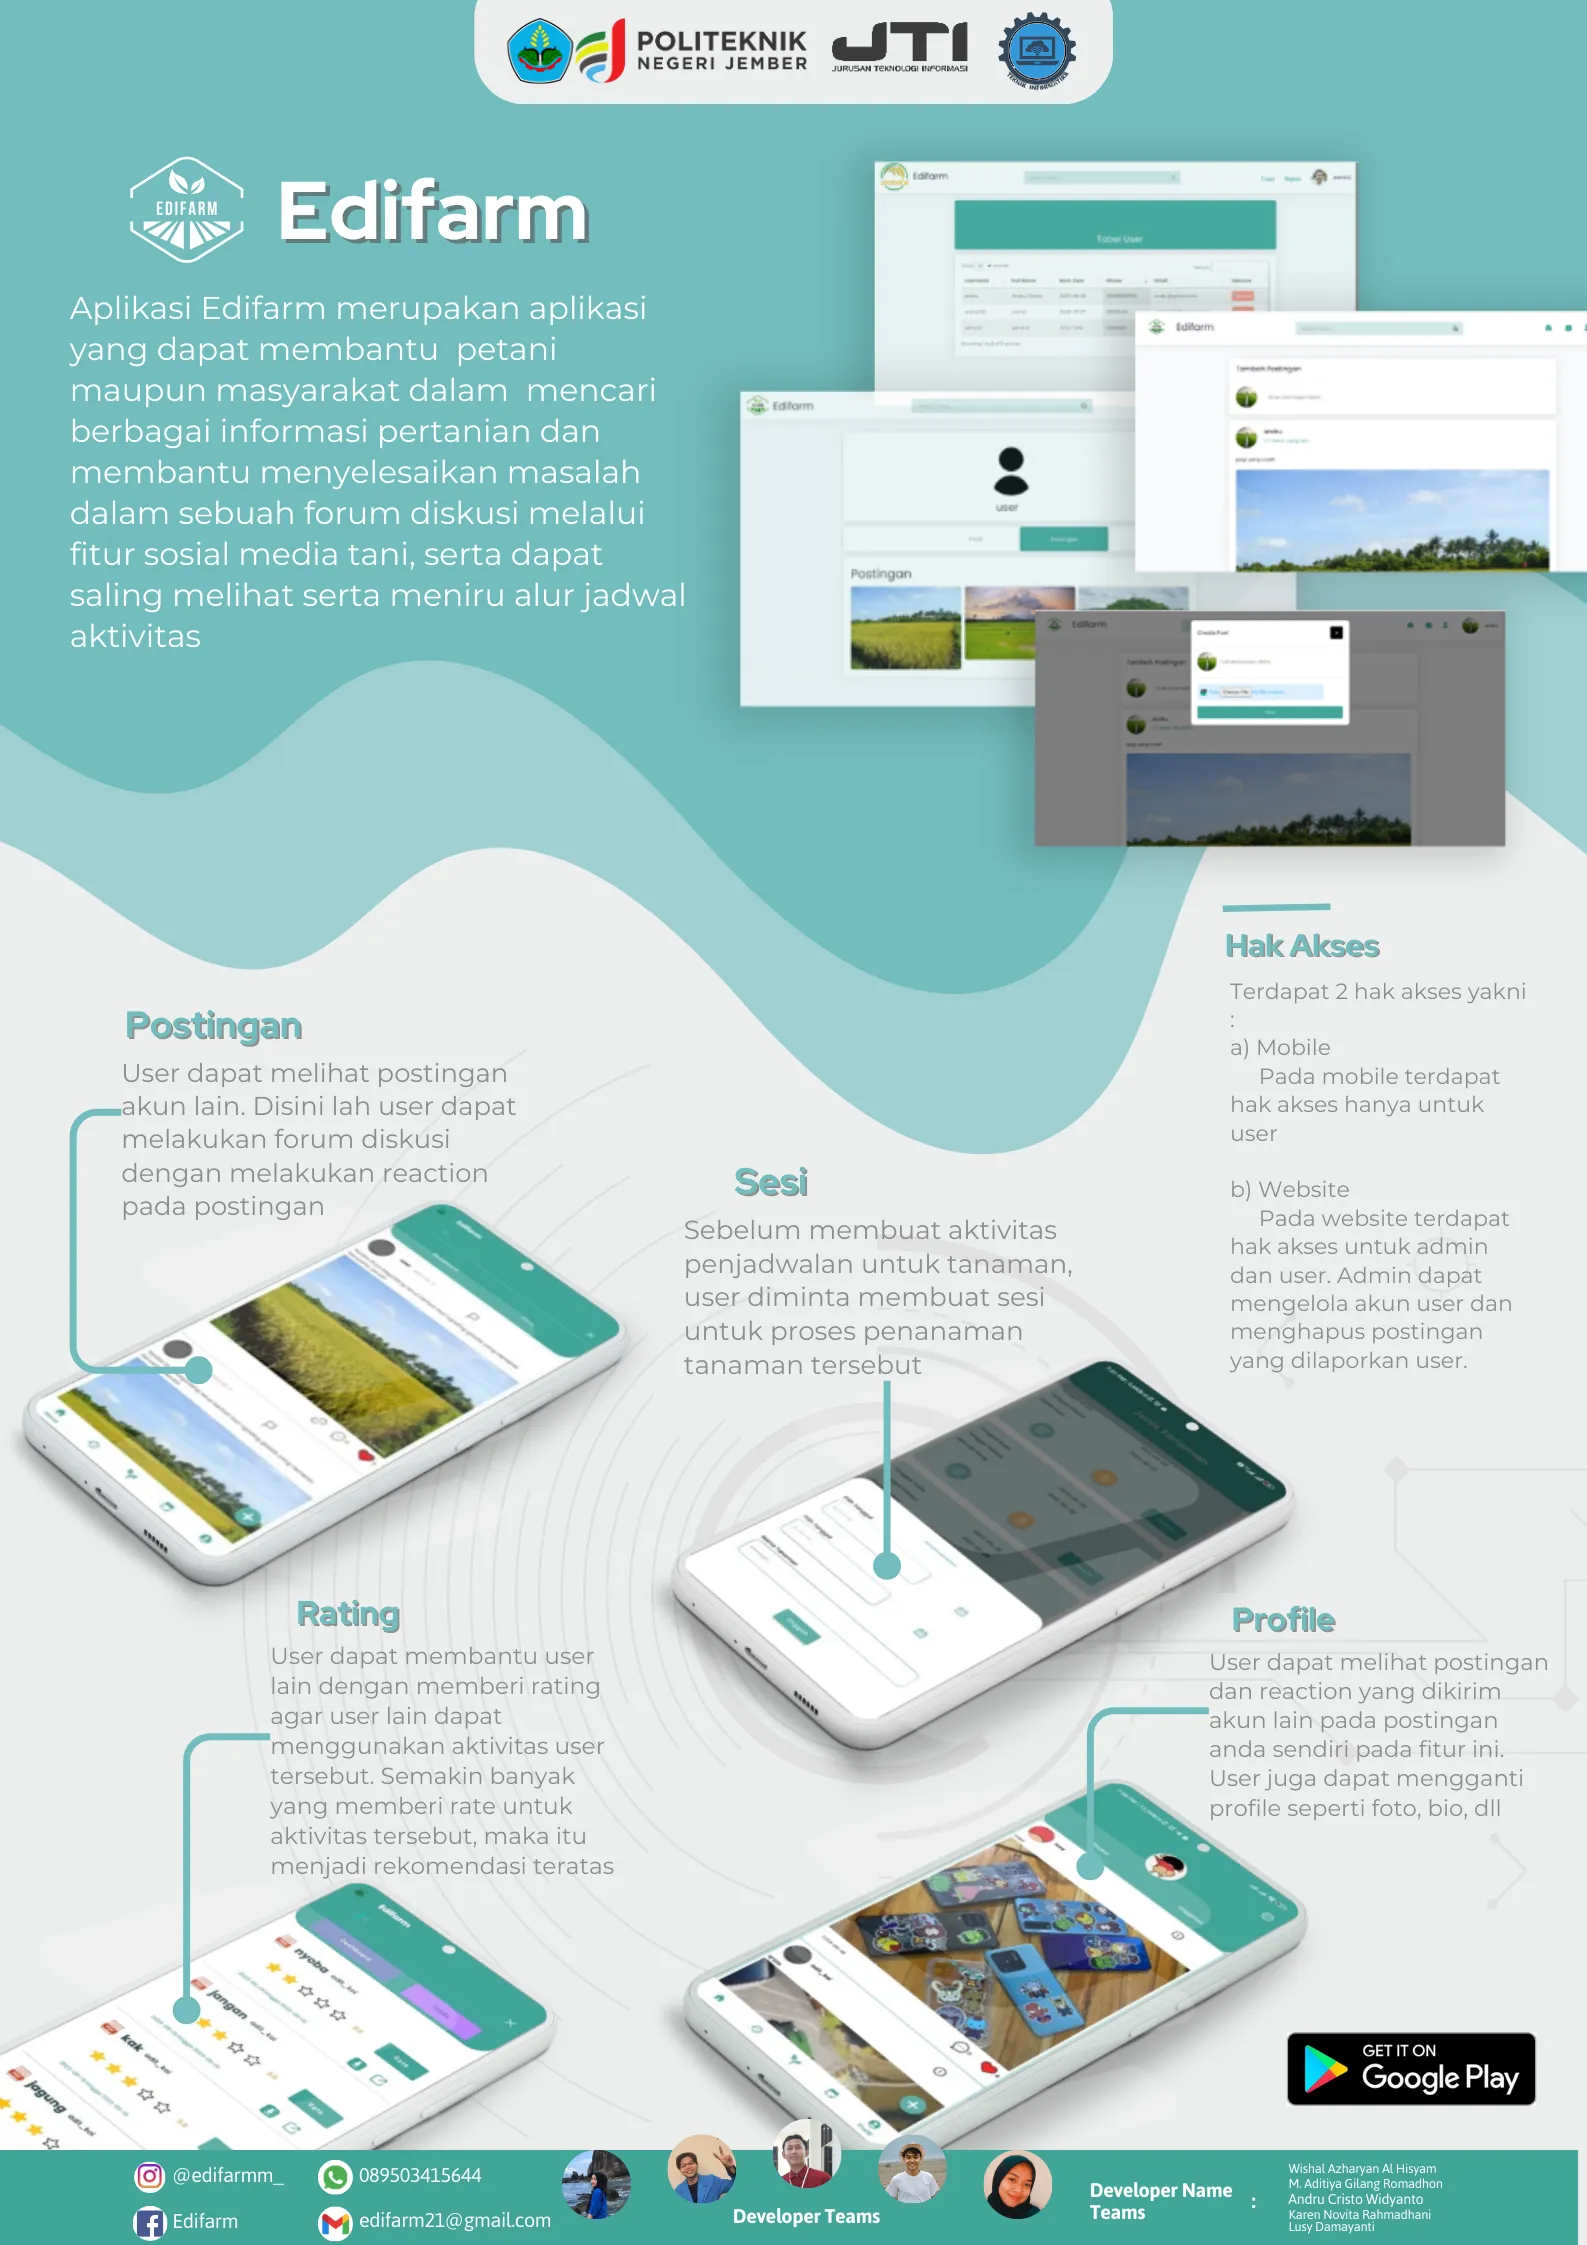 POLITEKNIK
NEGERI JEMBER
JTI
JURUSAN TEKNOLOGI INFORMASI
TEKNIK INFORMATIKA
EDIFARM
Edifarm
Aplikasi Edifarm merupakan aplikasi
yang dapat membantu petani
maupun masyarakat dalam mencari
berbagai informasi pertanian dan
membantu menyelesaikan masalah
dalam sebuah forum diskusi melalui
fitur sosial media tani, serta dapat
saling melihat serta meniru alur jadwal
aktivitas
Edifarm
Tabel User
Edifarm
Tambah Postingan
Edifarm
user
Postingan
Postingan
Edifarm
Create Post
Choose File
Tambah Postingan
Hak Akses
Terdapat 2 hak akses yakni
:
a) Mobile
Pada mobile terdapat
hak akses hanya untuk
user
b) Website
Pada website terdapat
hak akses untuk admin
dan user. Admin dapat
mengelola akun user dan
menghapus postingan
yang dilaporkan user.
Postingan
User dapat melihat postingan
akun lain. Disini lah user dapat
melakukan forum diskusi
dengan melakukan reaction
pada postingan
Sesi
Sebelum membuat aktivitas
penjadwalan untuk tanaman,
user diminta membuat sesi
untuk proses penanaman
tanaman tersebut
Rating
User dapat membantu user
lain dengan memberi rating
agar user lain dapat
menggunakan aktivitas user
tersebut. Semakin banyak
yang memberi rate untuk
aktivitas tersebut, maka itu
menjadi rekomendasi teratas
Profile
User dapat melihat postingan
dan reaction yang dikirim
akun lain pada postingan
anda sendiri pada fitur ini.
User juga dapat mengganti
profile seperti foto, bio, dll
Edifarm
nyoba
jangan
kak
jagung
GET IT ON
Google Play
@edifarmm_
089503415644
Edifarm
edifarm21@gmail.com
Developer Teams
Developer Name
Teams
:
Wishal Azharyan Al Hisyam
M. Aditiya Gilang Romadhon
Andru Cristo Widyanto
Karen Novita Rahmadhani
Lusy Damayanti